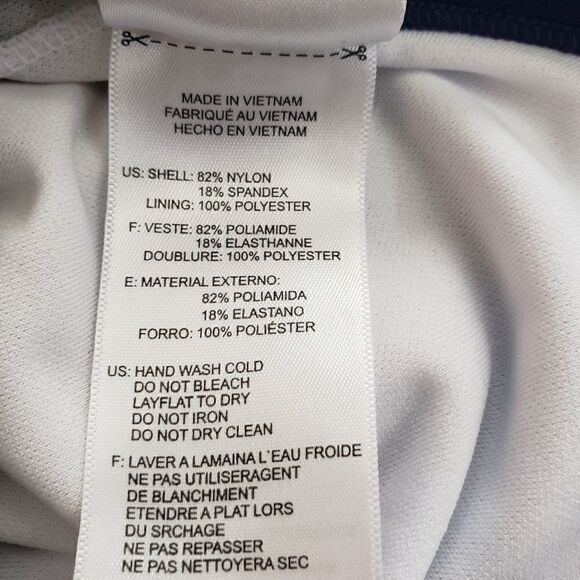 MADE IN VIETNAM
FABRIQUÉ AU VIETNAM
HECHO EN VIETNAM
US: SHELL: 82% NYLON
18% SPANDEX
LINING: 100% POLYESTER
F: VESTE: 82% POLIAMIDE
18% ELASTHANNE
DOUBLURE: 100% POLYESTER
E: MATERIAL EXTERNO:
82% POLIAMIDA
18% ELASTANO
FORRO: 100% POLIÉSTER
US: HAND WASH COLD
DO NOT BLEACH
LAYFLAT TO DRY
DO NOT IRON
DO NOT DRY CLEAN
F: LAVER A LAMAINA L'EAU FROIDE
NE PAS UTILISERAGENT
DE BLANCHIMENT
ETENDRE A PLAT LORS
DU SRCHAGE
NE PAS REPASSER
NE PAS NETTOYERA SEC